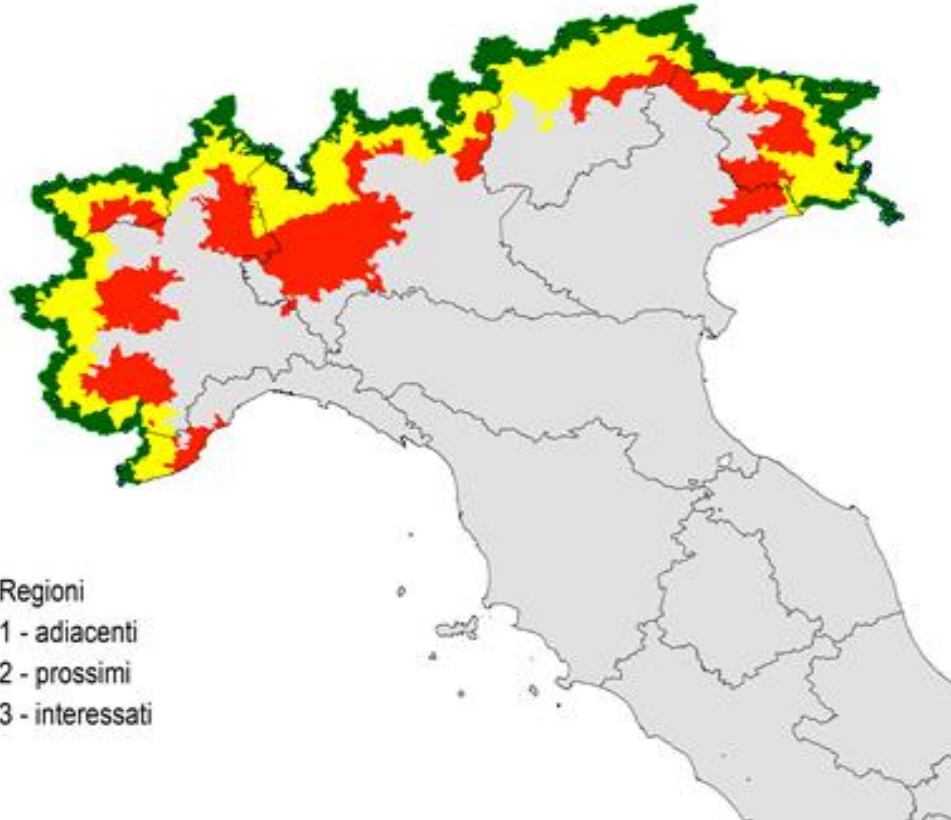 Regioni
1 - adiacenti
2 - prossimi
3 - interessati